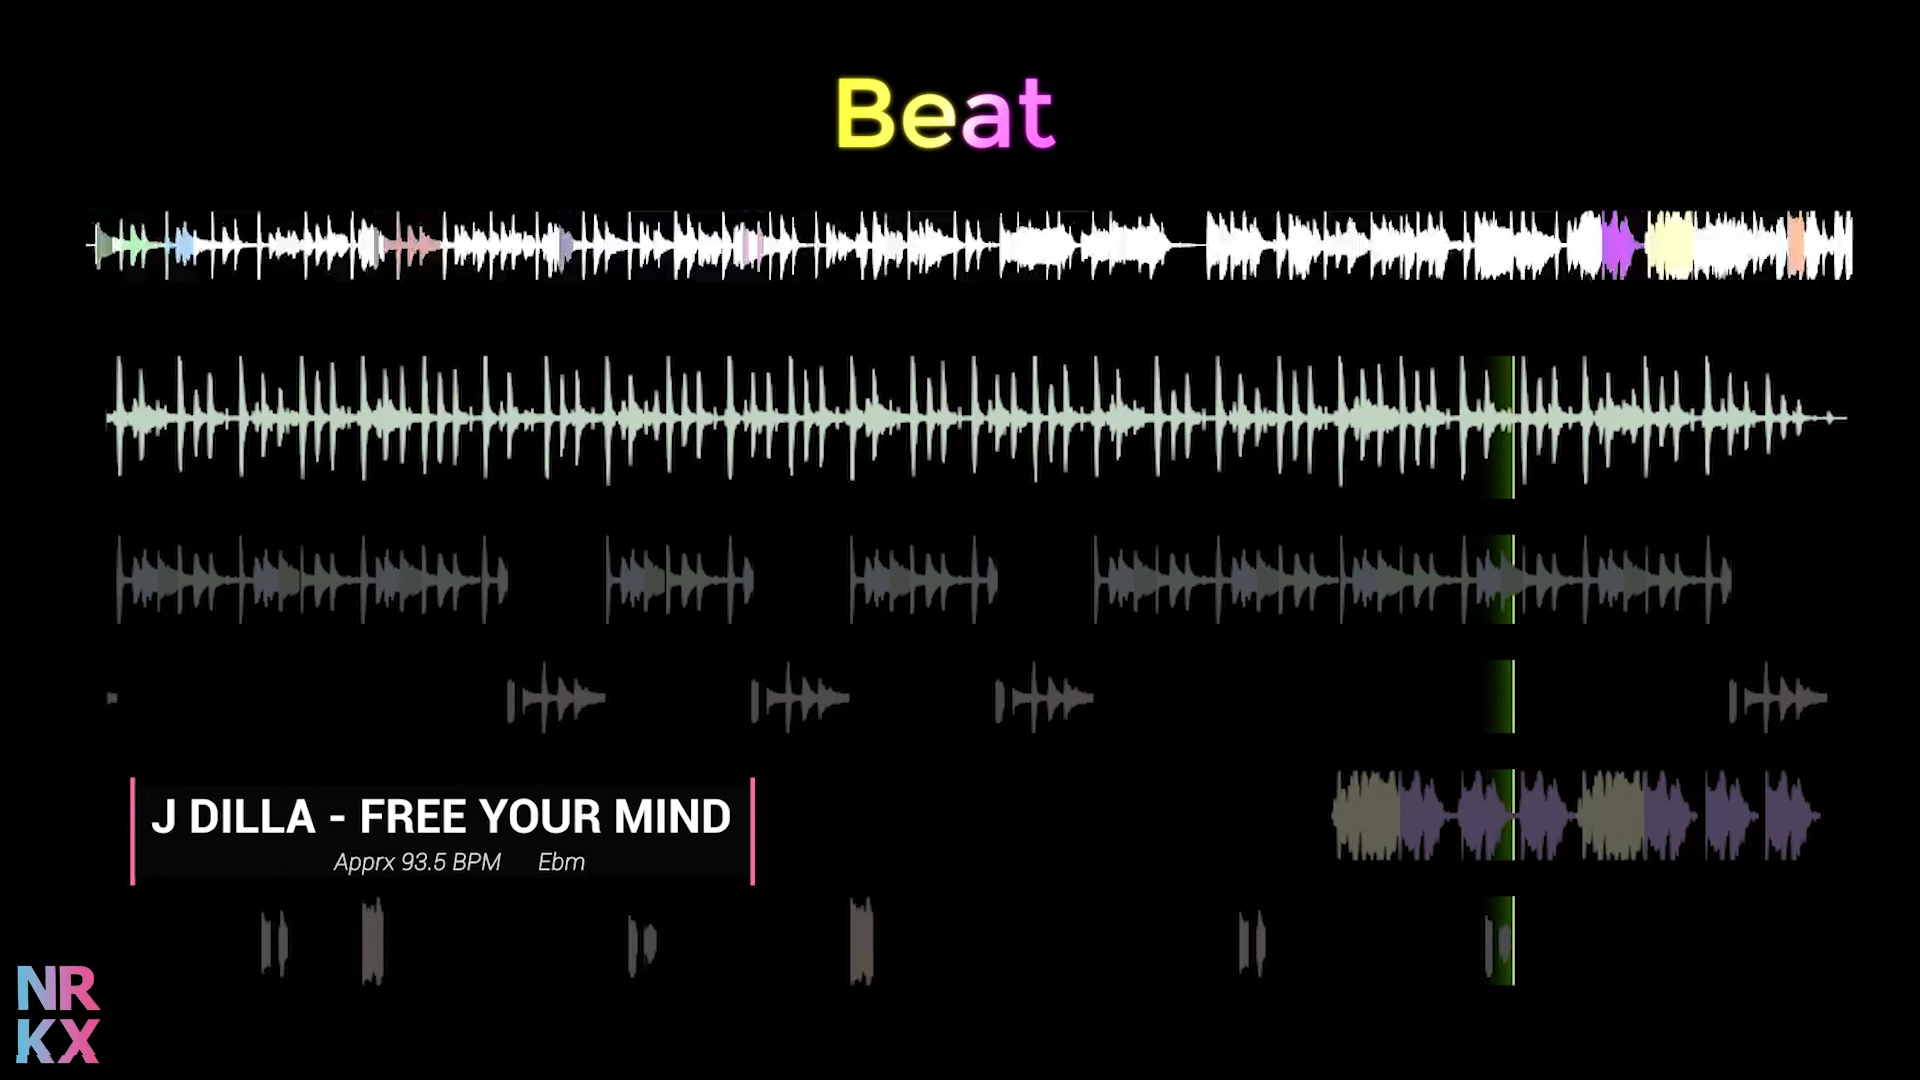 Beat
J DILLA - FREE YOUR MIND
Apprx 93.5 BPM Ebm
NR
KX